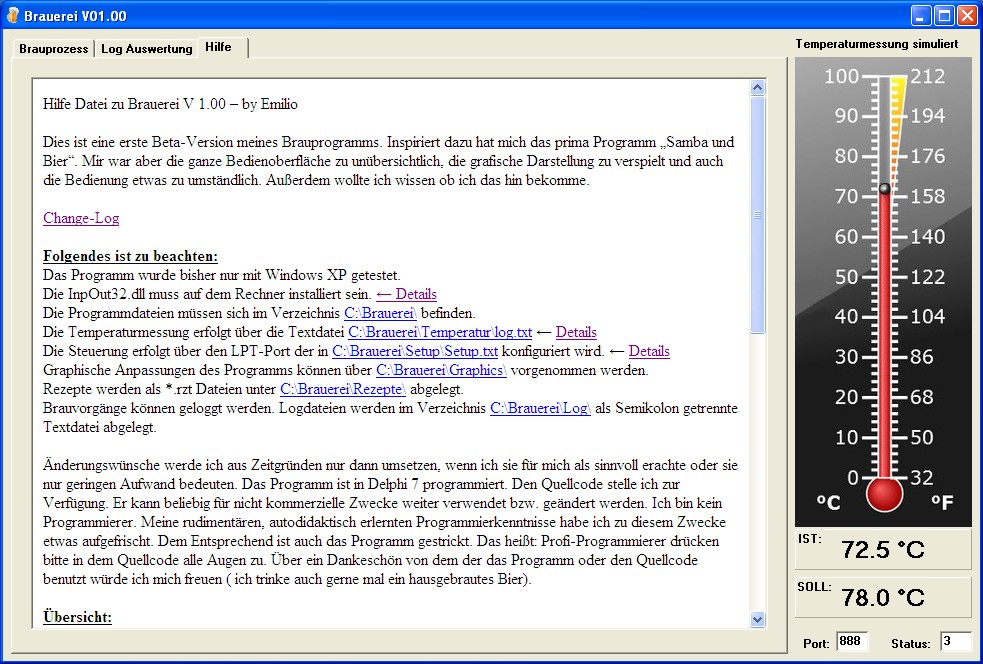 Brauerei V01.00
Brauprozess
Log Auswertung
Hilfe
Hilfe Datei zu Brauerei V 1.00 – by Emilio
Dies ist eine erste Beta-Version meines Brauprogramms. Inspiriert dazu hat mich das prima Programm „Samba und
Bier“. Mir war aber die ganze Bedienoberfläche zu unübersichtlich, die grafische Darstellung zu verspielt und auch
die Bedienung etwas zu umständlich. Außerdem wollte ich wissen ob ich das hin bekomme.
Change-Log
Folgendes ist zu beachten:
Das Programm wurde bisher nur mit Windows XP getestet.
Die InpOut32.dll muss auf dem Rechner installiert sein. ← Details
Die Programmdateien müssen sich im Verzeichnis C:\Brauerei\ befinden.
Die Temperaturmessung erfolgt über die Textdatei C:\Brauerei\Temperatur\log.txt ← Details
Die Steuerung erfolgt über den LPT-Port der in C:\Brauerei\Setup\Setup.txt konfiguriert wird. ← Details
Graphische Anpassungen des Programms können über C:\Brauerei\Graphics\ vorgenommen werden.
Rezepte werden als *.rzt Dateien unter C:\Brauerei\Rezepte\ abgelegt.
Brauvorgänge können geloggt werden. Logdateien werden im Verzeichnis C:\Brauerei\Log\ als Semikolon getrennte
Textdatei abgelegt.
Änderungswünsche werde ich aus Zeitgründen nur dann umsetzen, wenn ich sie für mich als sinnvoll erachte oder sie
nur geringen Aufwand bedeuten. Das Programm ist in Delphi 7 programmiert. Den Quellcode stelle ich zur
Verfügung. Er kann beliebig für nicht kommerzielle Zwecke weiter verwendet bzw. geändert werden. Ich bin kein
Programmierer. Meine rudimentären, autodidaktisch erlernten Programmierkenntnisse habe ich zu diesem Zwecke
etwas aufgefrischt. Dem Entsprechend ist auch das Programm gestrickt. Das heißt: Profi-Programmierer drücken
bitte in dem Quellcode alle Augen zu. Über ein Dankeschön von dem der das Programm oder den Quellcode
benutzt würde ich mich freuen ( ich trinke auch gerne mal ein hausgebrautes Bier).
Übersicht:
Temperaturmessung simuliert
100 212
90 194
80 176
70 158
60 140
50 122
40 104
30 86
20 68
10 50
0 32
°C °F
IST: 72.5 °C
SOLL: 78.0 °C
Port: 888 Status: 3